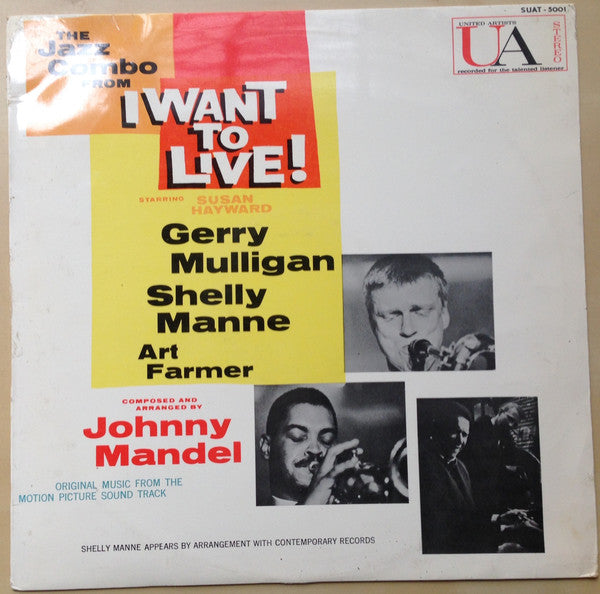 SUAT - 5001
UNITED ARTISTS
UA
STEREO
recorded for the talented listener
THE
Jazz
Combo
FROM
I WANT
TO
LIVE!
STARRING SUSAN
HAYWARD
Gerry
Mulligan
Shelly
Manne
Art
Farmer
COMPOSED AND
ARRANGED BY
Johnny
Mandel
ORIGINAL MUSIC FROM THE
MOTION PICTURE SOUND TRACK
SHELLY MANNE APPEARS BY ARRANGEMENT WITH CONTEMPORARY RECORDS